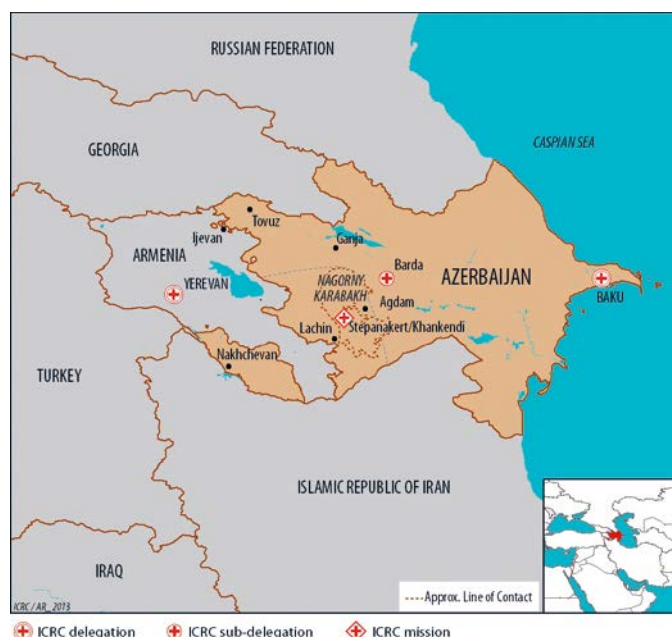 RUSSIAN FEDERATION
CASPIAN SEA
GEORGIA
Tovuz
Ijevan
Ganja
ARMENIA
Barda
AZERBAIJAN
YEREVAN
NAGORNY-
KARABAKH
Agdam
BAKU
Stepanakert/Khankendi
Lachin
Nakhchevan
TURKEY
ISLAMIC REPUBLIC OF IRAN
IRAQ
Approx. Line of Contact
ICRC / AR_2013
ICRC delegation
ICRC sub-delegation
ICRC mission